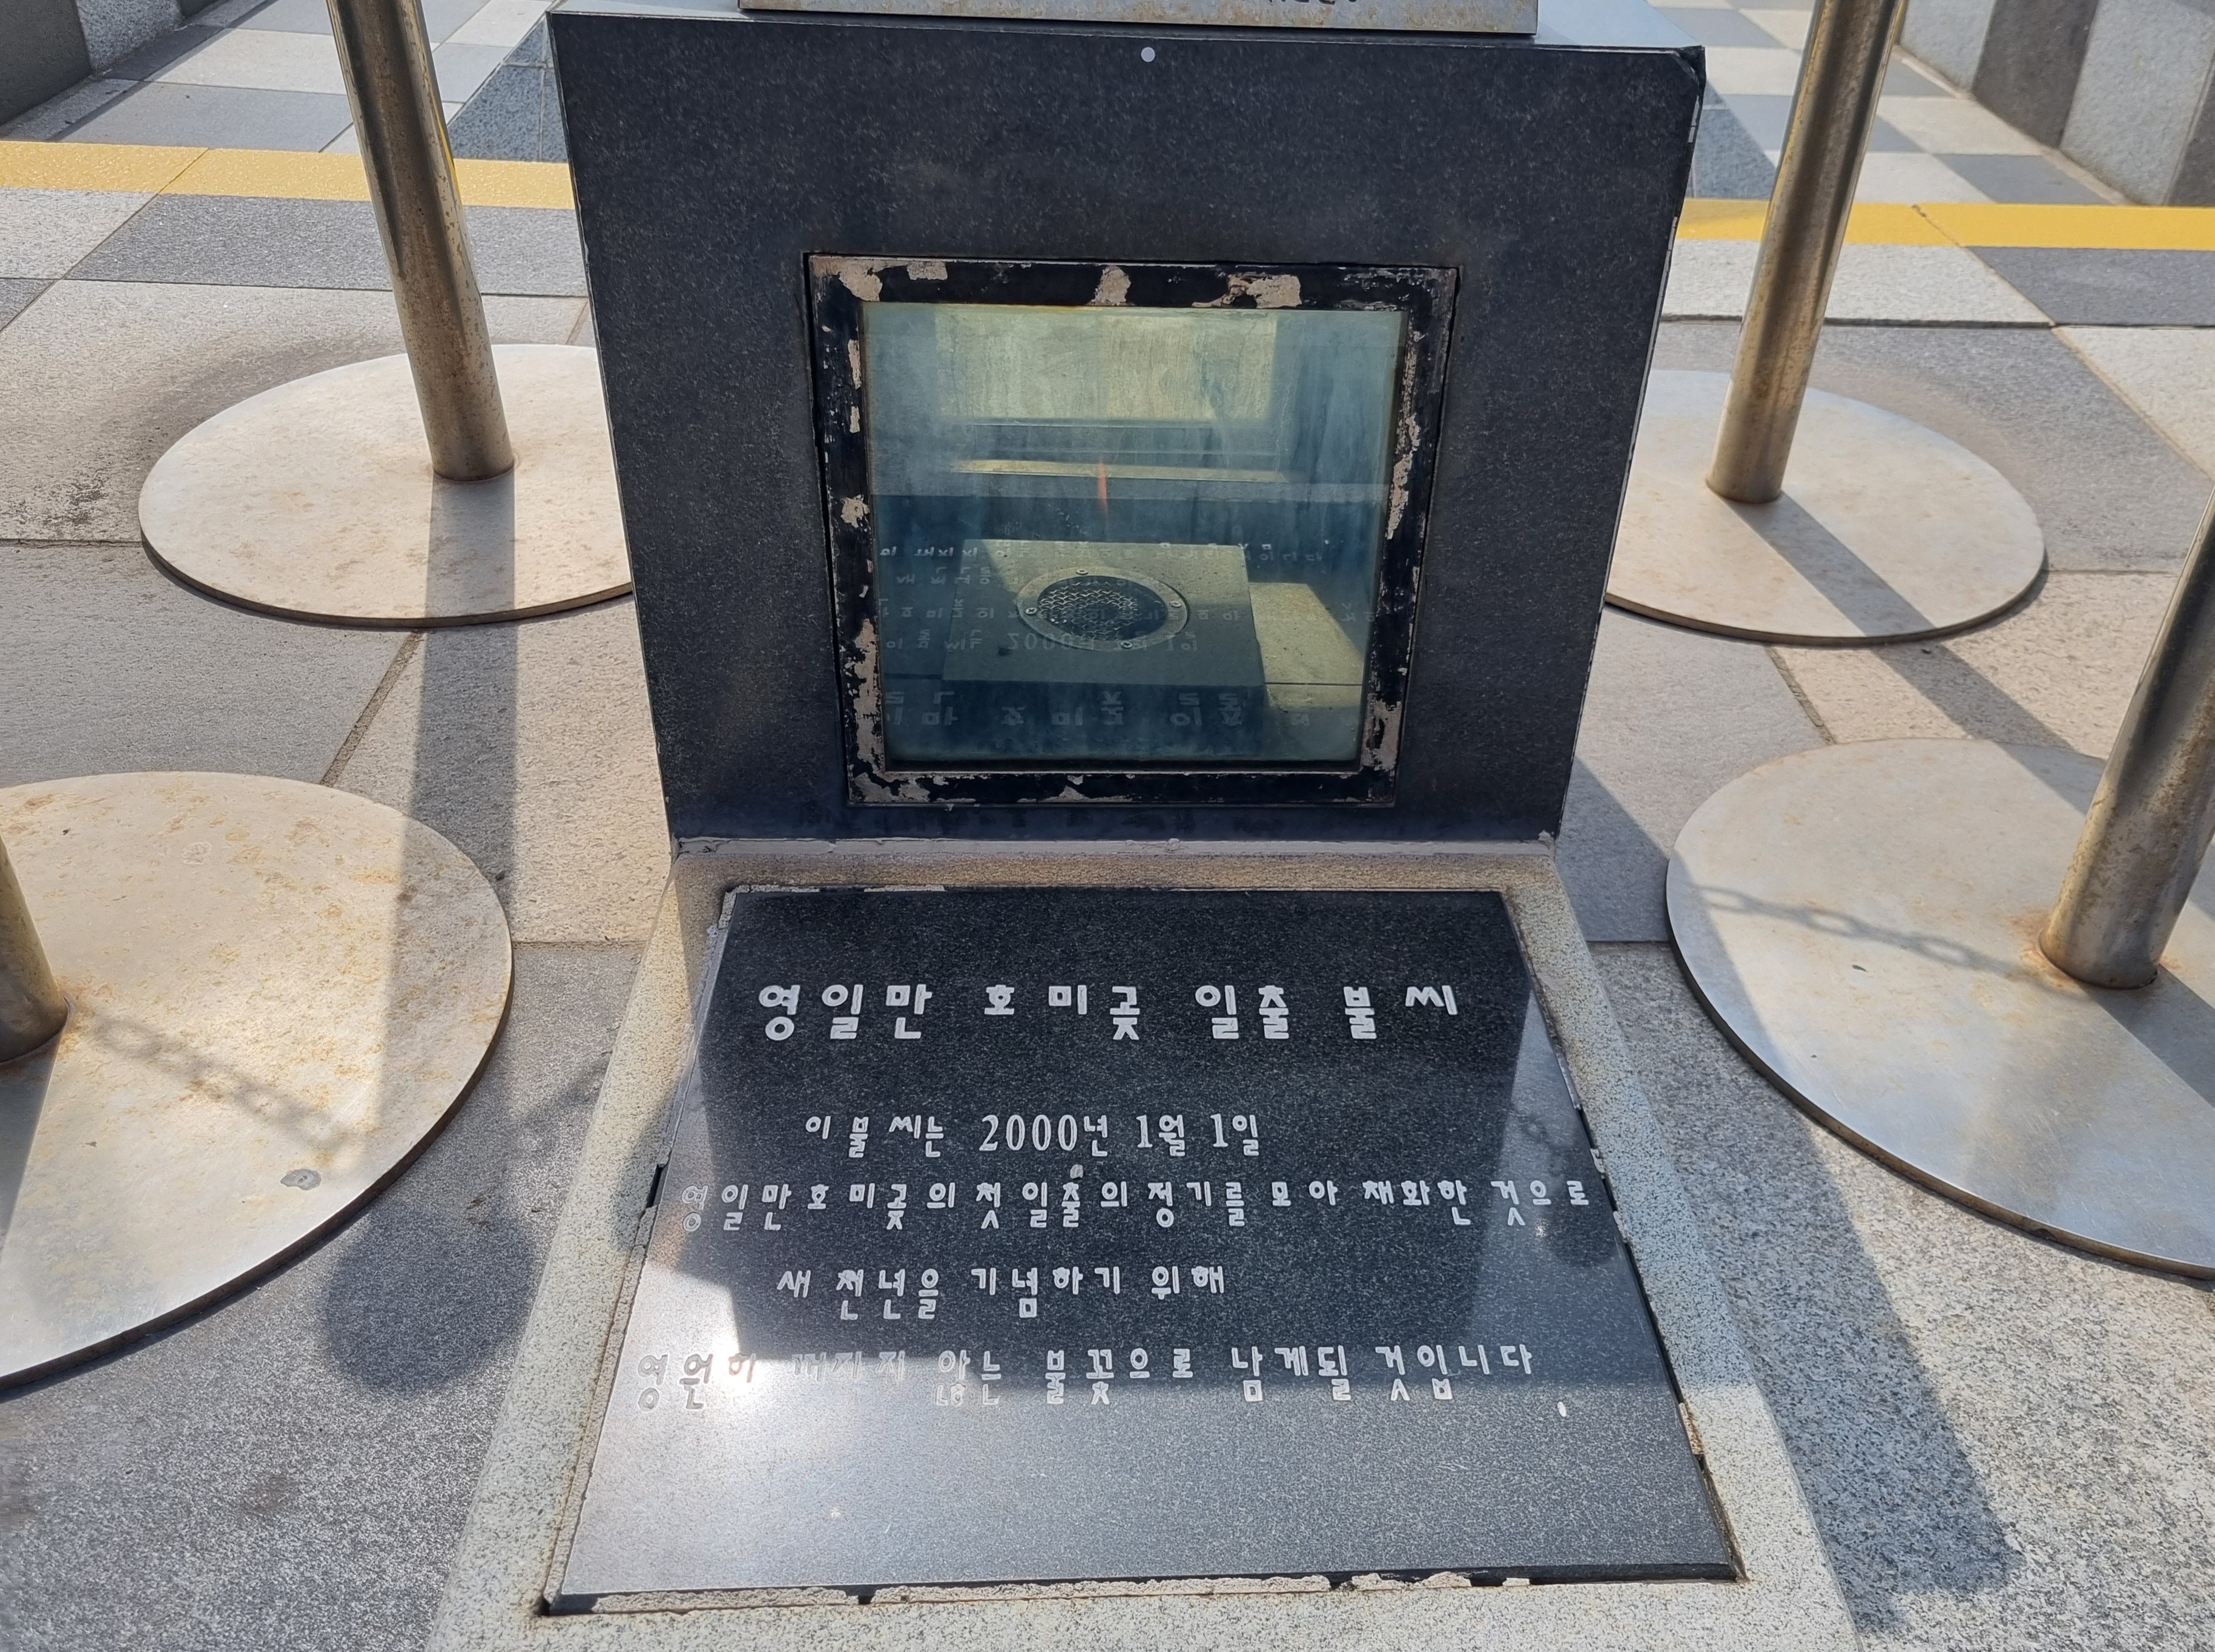 영일만 호미곶 일출 불씨
이 불씨는 2000년 1월 1일
영일만 호미곶의 첫 일출의 정기를 모아 채화한 것으로
새 천년을 기념하기 위해
영원히 꺼지지 않는 불꽃으로 남게될 것입니다